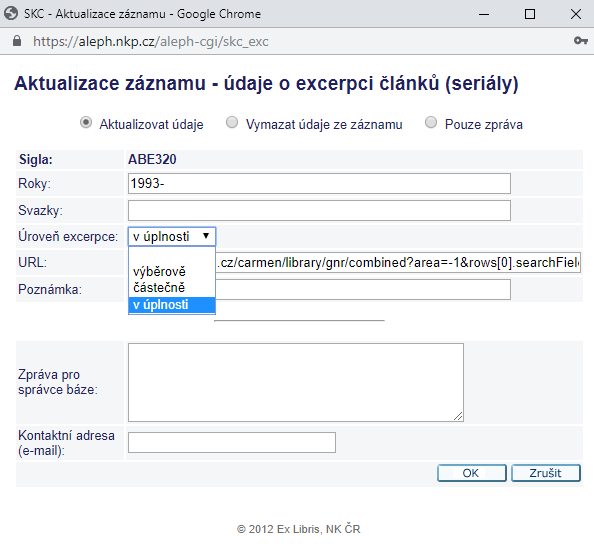 SKC - Aktualizace záznamu - Google Chrome
https://aleph.nkp.cz/aleph-cgi/skc_exc
Aktualizace záznamu - údaje o excerpci článků (seriály)
Aktualizovat údaje Vymazat údaje ze záznamu Pouze zpráva
Sigla: ABE320
Roky: 1993-
Svazky:
Úroveň excerpce: v úplnosti
výběrově
částečně
v úplnosti
URL: .cz/carmen/library/gnr/combined?area=-1&rows[0].searchField
Poznámka:
Zpráva pro
správce báze:
Kontaktní adresa
(e-mail):
OK Zrušit
© 2012 Ex Libris, NK ČR